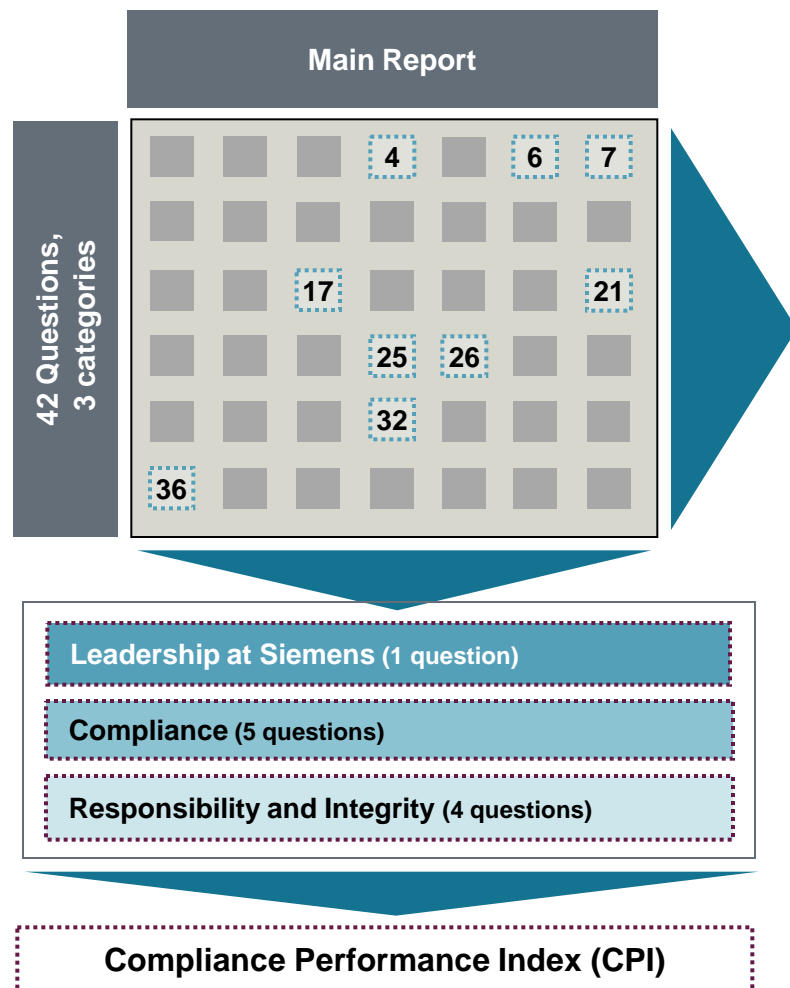 Main Report
42 Questions,
3 categories
4 6 7
17 21
25 26
32
36
Leadership at Siemens (1 question)
Compliance (5 questions)
Responsibility and Integrity (4 questions)
Compliance Performance Index (CPI)